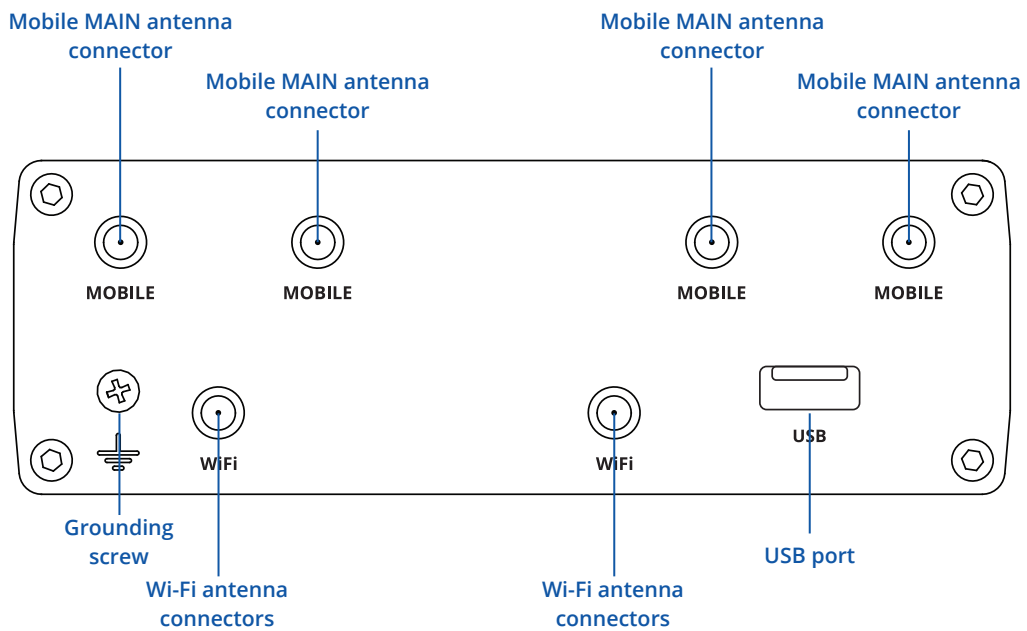 Mobile MAIN antenna
connector
Mobile MAIN antenna
connector
Mobile MAIN antenna
connector
Mobile MAIN antenna
connector
MOBILE
MOBILE
MOBILE
MOBILE
USB
WiFi
WiFi
Grounding
screw
USB port
Wi-Fi antenna
connectors
Wi-Fi antenna
connectors